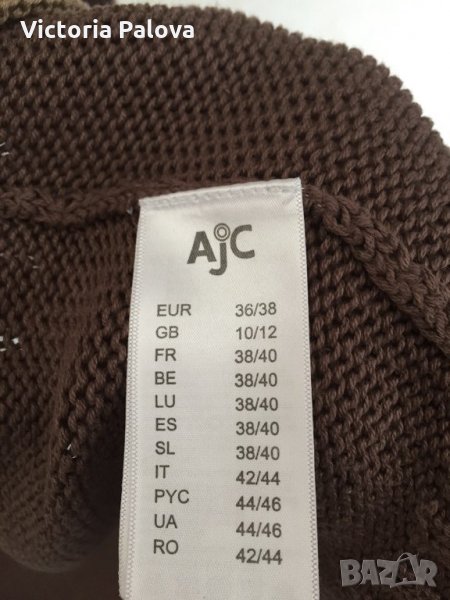 Victoria Palova
AjC
EUR 36/38
GB 10/12
FR 38/40
BE 38/40
LU 38/40
ES 38/40
SL 38/40
IT 42/44
PYC 44/46
UA 44/46
RO 42/44
BAZAR